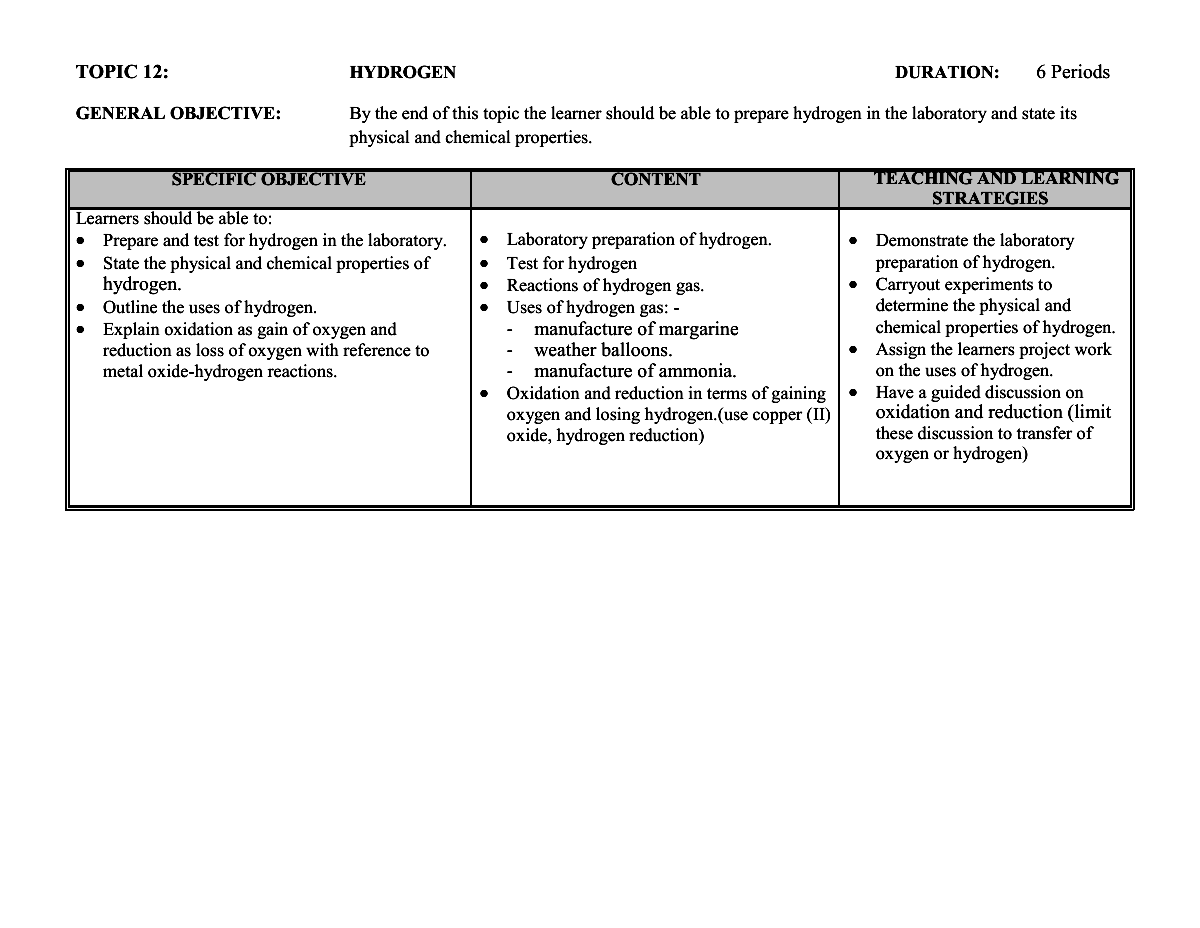 TOPIC 12: HYDROGEN DURATION: 6 Periods
GENERAL OBJECTIVE: By the end of this topic the learner should be able to prepare hydrogen in the laboratory and state its
physical and chemical properties.
SPECIFIC OBJECTIVE
Learners should be able to:
• Prepare and test for hydrogen in the laboratory.
• State the physical and chemical properties of
hydrogen.
• Outline the uses of hydrogen.
• Explain oxidation as gain of oxygen and
reduction as loss of oxygen with reference to
metal oxide-hydrogen reactions.
CONTENT
• Laboratory preparation of hydrogen.
• Test for hydrogen
• Reactions of hydrogen gas.
• Uses of hydrogen gas: -
- manufacture of margarine
- weather balloons.
- manufacture of ammonia.
• Oxidation and reduction in terms of gaining
oxygen and losing hydrogen.(use copper (II)
oxide, hydrogen reduction)
TEACHING AND LEARNING
STRATEGIES
• Demonstrate the laboratory
preparation of hydrogen.
• Carryout experiments to
determine the physical and
chemical properties of hydrogen.
• Assign the learners project work
on the uses of hydrogen.
• Have a guided discussion on
oxidation and reduction (limit
these discussion to transfer of
oxygen or hydrogen)